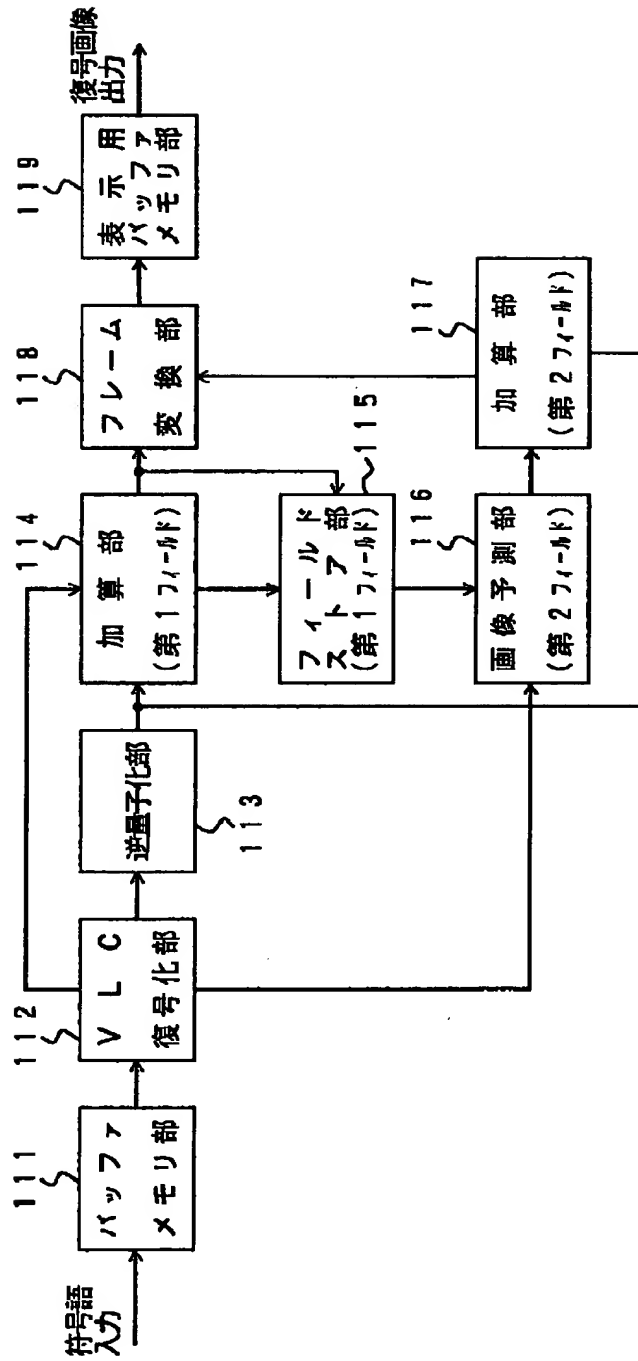 符号語
入力
111
バッファ
メモリ部
112
VLC
復号化部
逆量子化部
113
114
加算部
(第1フィールド)
フィールド
ストア部
(第1フィールド)
115
116
画像予測部
(第2フィールド)
117
加算部
(第2フィールド)
118
フレーム
変換部
119
表示用
バッファ
メモリ部
復号画像
出力